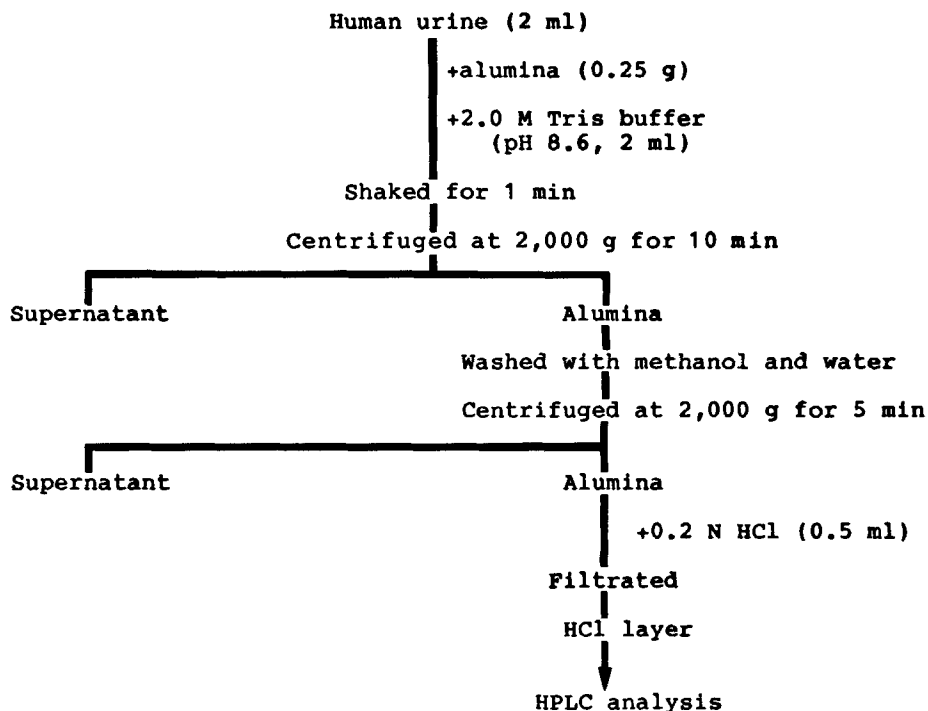 Human urine (2 ml)
+alumina (0.25 g)
+2.0 M Tris buffer
(pH 8.6, 2 ml)
Shaked for 1 min
Centrifuged at 2,000 g for 10 min
Supernatant
Alumina
Washed with methanol and water
Centrifuged at 2,000 g for 5 min
Supernatant
Alumina
+0.2 N HCl (0.5 ml)
Filtrated
HCl layer
HPLC analysis